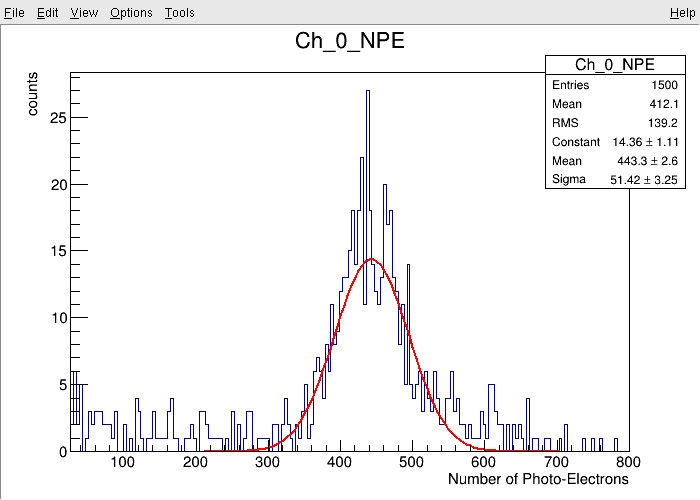 File Edit View Options Tools Help
Ch_0_NPE
Ch_0_NPE
Entries 1500
Mean 412.1
RMS 139.2
Constant 14.36 ± 1.11
Mean 443.3 ± 2.6
Sigma 51.42 ± 3.25
counts
25
20
15
10
5
0
100 200 300 400 500 600 700 800
Number of Photo-Electrons